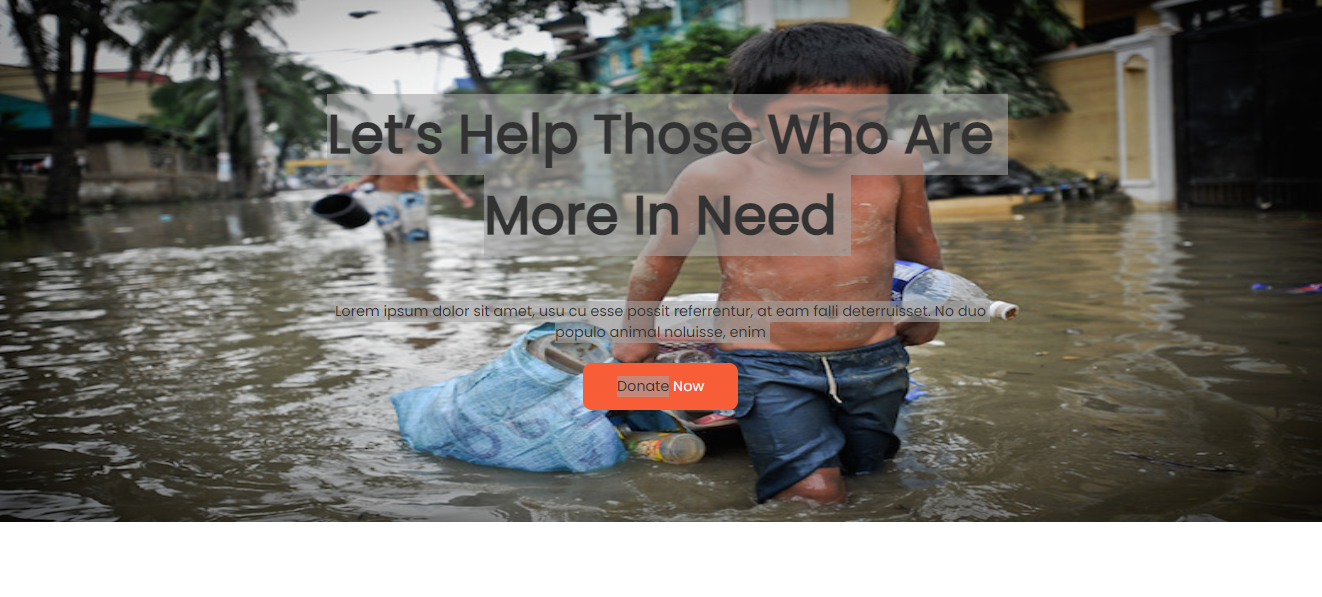 Let’s Help Those Who Are
More In Need
Lorem ipsum dolor sit amet, usu cu esse possit referrentur, at eam falli deterruisset. No duo
populo animal noluisse, enim
Donate Now